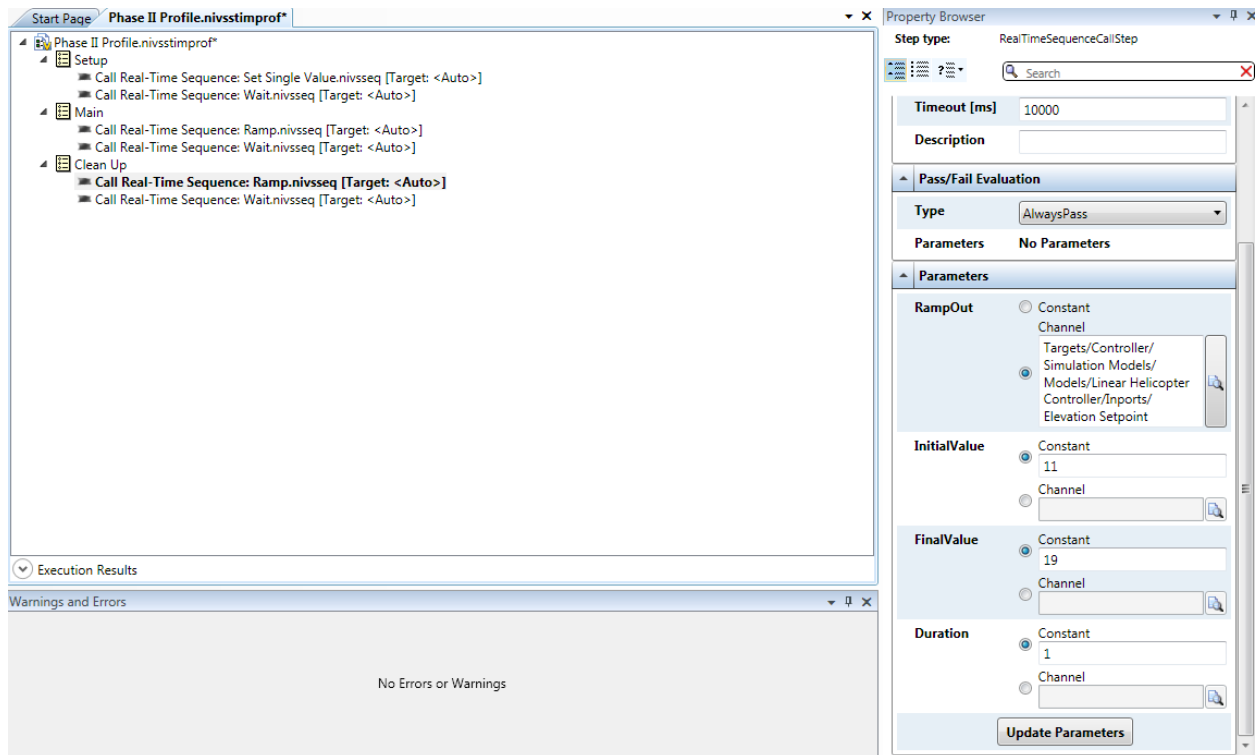 Start Page
Phase II Profile.nivsstimprof*
Phase II Profile.nivsstimprof*
Setup
Call Real-Time Sequence: Set Single Value.nivsseq [Target: <Auto>]
Call Real-Time Sequence: Wait.nivsseq [Target: <Auto>]
Main
Call Real-Time Sequence: Ramp.nivsseq [Target: <Auto>]
Call Real-Time Sequence: Wait.nivsseq [Target: <Auto>]
Clean Up
Call Real-Time Sequence: Ramp.nivsseq [Target: <Auto>]
Call Real-Time Sequence: Wait.nivsseq [Target: <Auto>]
Execution Results
Warnings and Errors
No Errors or Warnings
Property Browser
Step type: RealTimeSequenceCallStep
Search
Timeout [ms] 10000
Description
Pass/Fail Evaluation
Type AlwaysPass
Parameters No Parameters
Parameters
RampOut Constant
Channel
Targets/Controller/
Simulation Models/
Models/Linear Helicopter
Controller/Inports/
Elevation Setpoint
InitialValue Constant
11
Channel
FinalValue Constant
19
Channel
Duration Constant
1
Channel
Update Parameters